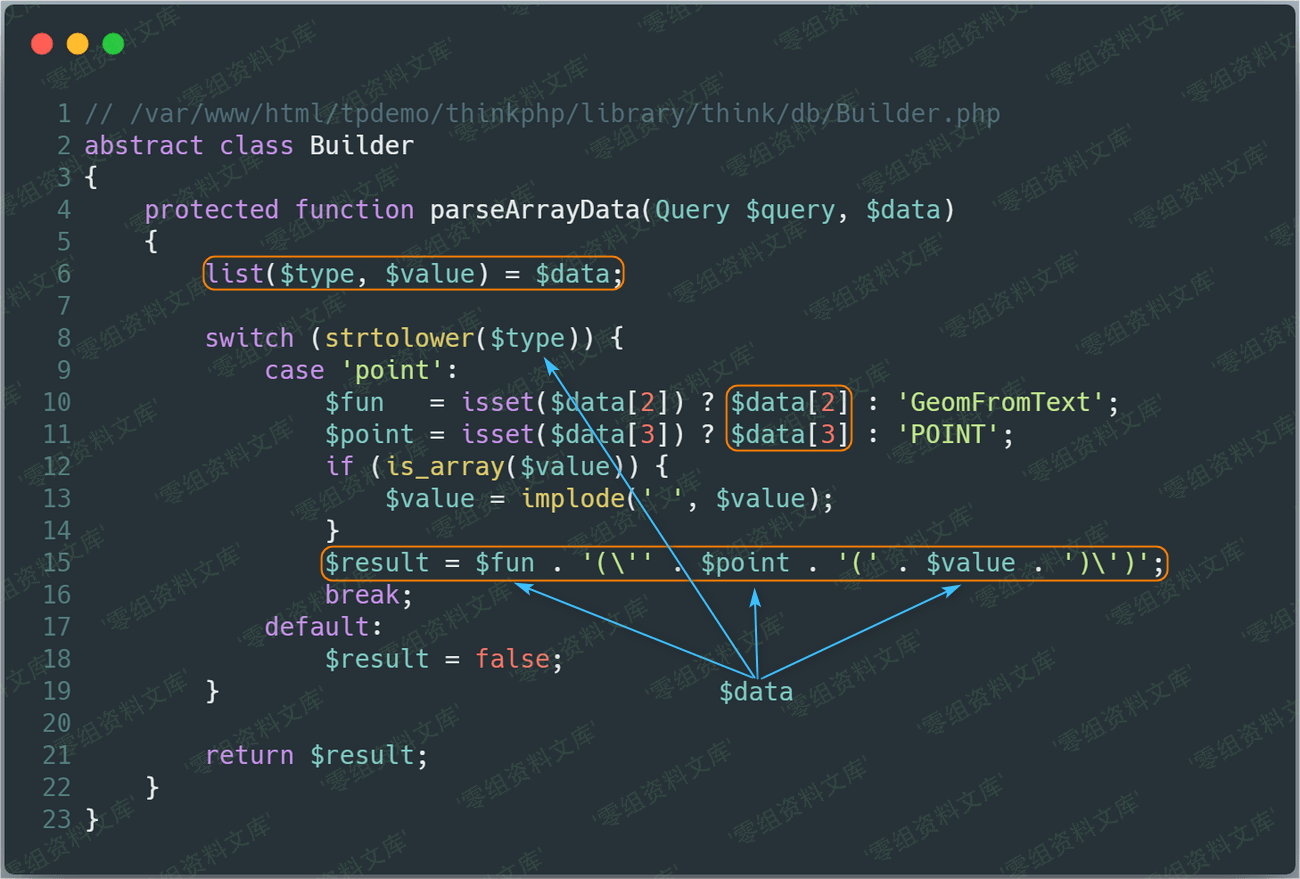 1 // /var/www/html/tpdemo/thinkphp/library/think/db/Builder.php
2 abstract class Builder
3 {
4     protected function parseArrayData(Query $query, $data)
5     {
6         list($type, $value) = $data;
7
8         switch (strtolower($type)) {
9             case 'point':
10                 $fun   = isset($data[2]) ? $data[2] : 'GeomFromText';
11                 $point = isset($data[3]) ? $data[3] : 'POINT';
12                 if (is_array($value)) {
13                     $value = implode(' ', $value);
14                 }
15                 $result = $fun . '(\'' . $point . '(' . $value . ')\')';
16                 break;
17             default:
18                 $result = false;
19         }
$data
20
21         return $result;
22     }
23 }
'零组资料文库'